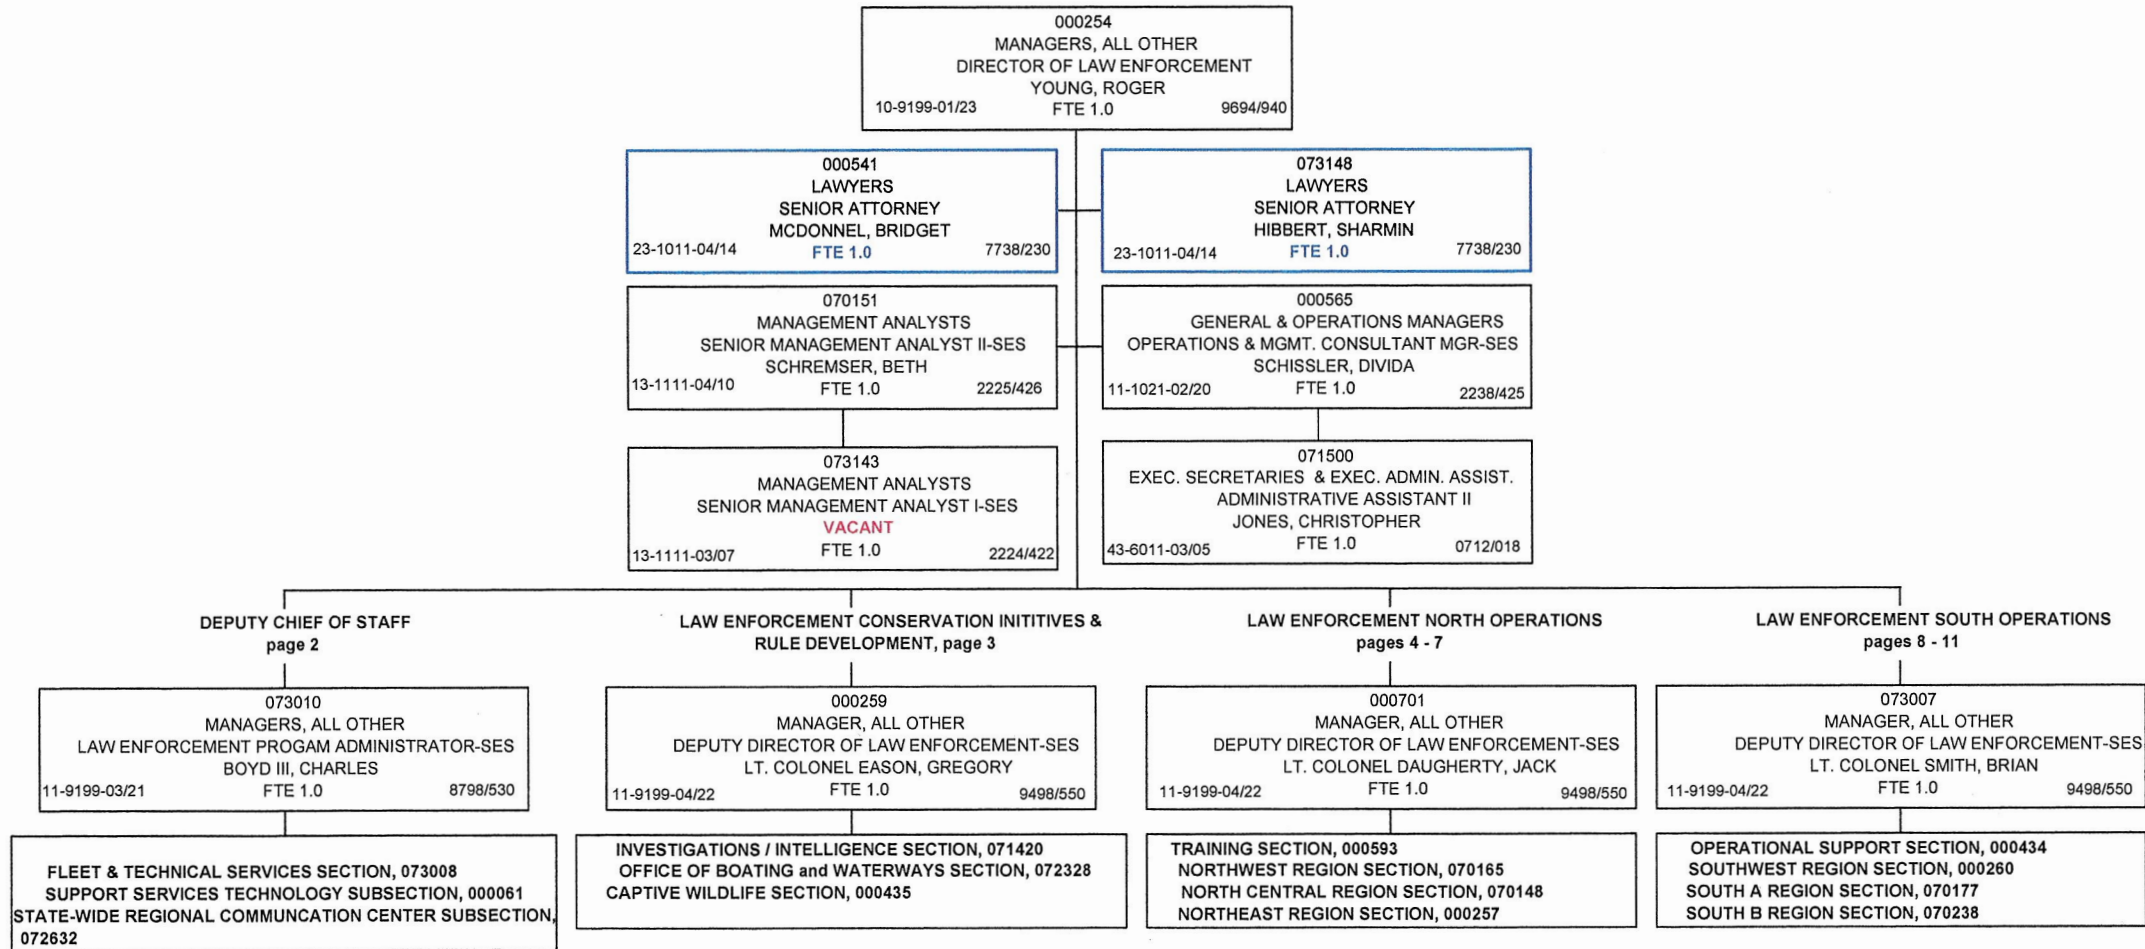 000254
MANAGERS, ALL OTHER
DIRECTOR OF LAW ENFORCEMENT
YOUNG, ROGER
10-9199-01/23 FTE 1.0 9694/940
000541
LAWYERS
SENIOR ATTORNEY
MCDONNEL, BRIDGET
23-1011-04/14 FTE 1.0 7738/230
073148
LAWYERS
SENIOR ATTORNEY
HIBBERT, SHARMIN
23-1011-04/14 FTE 1.0 7738/230
070151
MANAGEMENT ANALYSTS
SENIOR MANAGEMENT ANALYST II-SES
SCHREMSER, BETH
13-1111-04/10 FTE 1.0 2225/426
000565
GENERAL & OPERATIONS MANAGERS
OPERATIONS & MGMT. CONSULTANT MGR-SES
SCHISSLER, DIVIDA
11-1021-02/20 FTE 1.0 2238/425
073143
MANAGEMENT ANALYSTS
SENIOR MANAGEMENT ANALYST I-SES
VACANT
13-1111-03/07 FTE 1.0 2224/422
071500
EXEC. SECRETARIES & EXEC. ADMIN. ASSIST.
ADMINISTRATIVE ASSISTANT II
JONES, CHRISTOPHER
43-6011-03/05 FTE 1.0 0712/018
DEPUTY CHIEF OF STAFF
page 2
LAW ENFORCEMENT CONSERVATION INITITIVES &
RULE DEVELOPMENT, page 3
LAW ENFORCEMENT NORTH OPERATIONS
pages 4 - 7
LAW ENFORCEMENT SOUTH OPERATIONS
pages 8 - 11
073010
MANAGERS, ALL OTHER
LAW ENFORCEMENT PROGAM ADMINISTRATOR-SES
BOYD III, CHARLES
11-9199-03/21 FTE 1.0 8798/530
000259
MANAGER, ALL OTHER
DEPUTY DIRECTOR OF LAW ENFORCEMENT-SES
LT. COLONEL EASON, GREGORY
11-9199-04/22 FTE 1.0 9498/550
000701
MANAGER, ALL OTHER
DEPUTY DIRECTOR OF LAW ENFORCEMENT-SES
LT. COLONEL DAUGHERTY, JACK
11-9199-04/22 FTE 1.0 9498/550
073007
MANAGER, ALL OTHER
DEPUTY DIRECTOR OF LAW ENFORCEMENT-SES
LT. COLONEL SMITH, BRIAN
11-9199-04/22 FTE 1.0 9498/550
FLEET & TECHNICAL SERVICES SECTION, 073008
SUPPORT SERVICES TECHNOLOGY SUBSECTION, 000061
STATE-WIDE REGIONAL COMMUNCATION CENTER SUBSECTION,
072632
INVESTIGATIONS / INTELLIGENCE SECTION, 071420
OFFICE OF BOATING and WATERWAYS SECTION, 072328
CAPTIVE WILDLIFE SECTION, 000435
TRAINING SECTION, 000593
NORTHWEST REGION SECTION, 070165
NORTH CENTRAL REGION SECTION, 070148
NORTHEAST REGION SECTION, 000257
OPERATIONAL SUPPORT SECTION, 000434
SOUTHWEST REGION SECTION, 000260
SOUTH A REGION SECTION, 070177
SOUTH B REGION SECTION, 070238